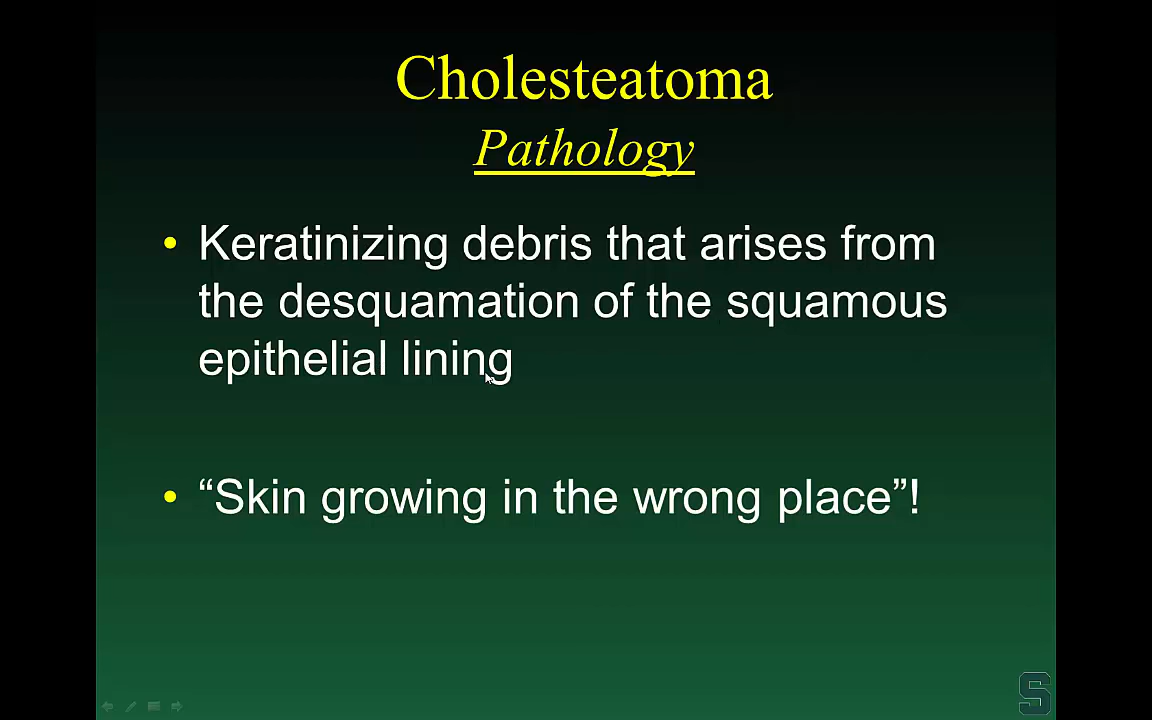 Cholesteatoma
Pathology
• Keratinizing debris that arises from
the desquamation of the squamous
epithelial lining
• “Skin growing in the wrong place”!
S